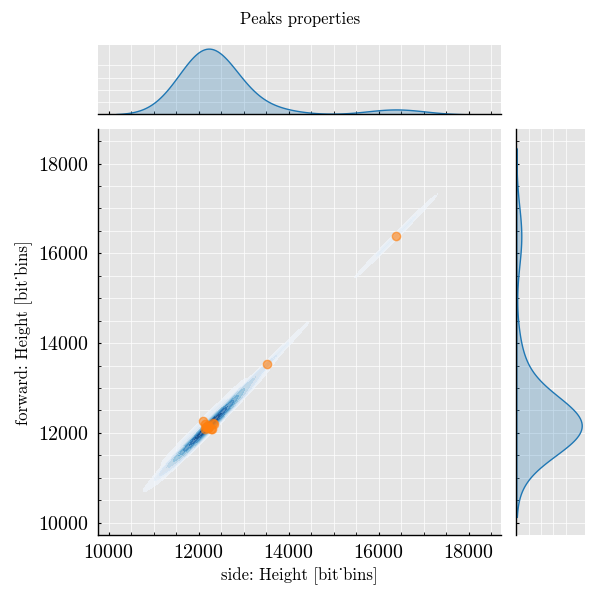 Peaks properties
18000
16000
14000
12000
10000
forward: Height [bit˙bins]
10000 12000 14000 16000 18000
side: Height [bit˙bins]